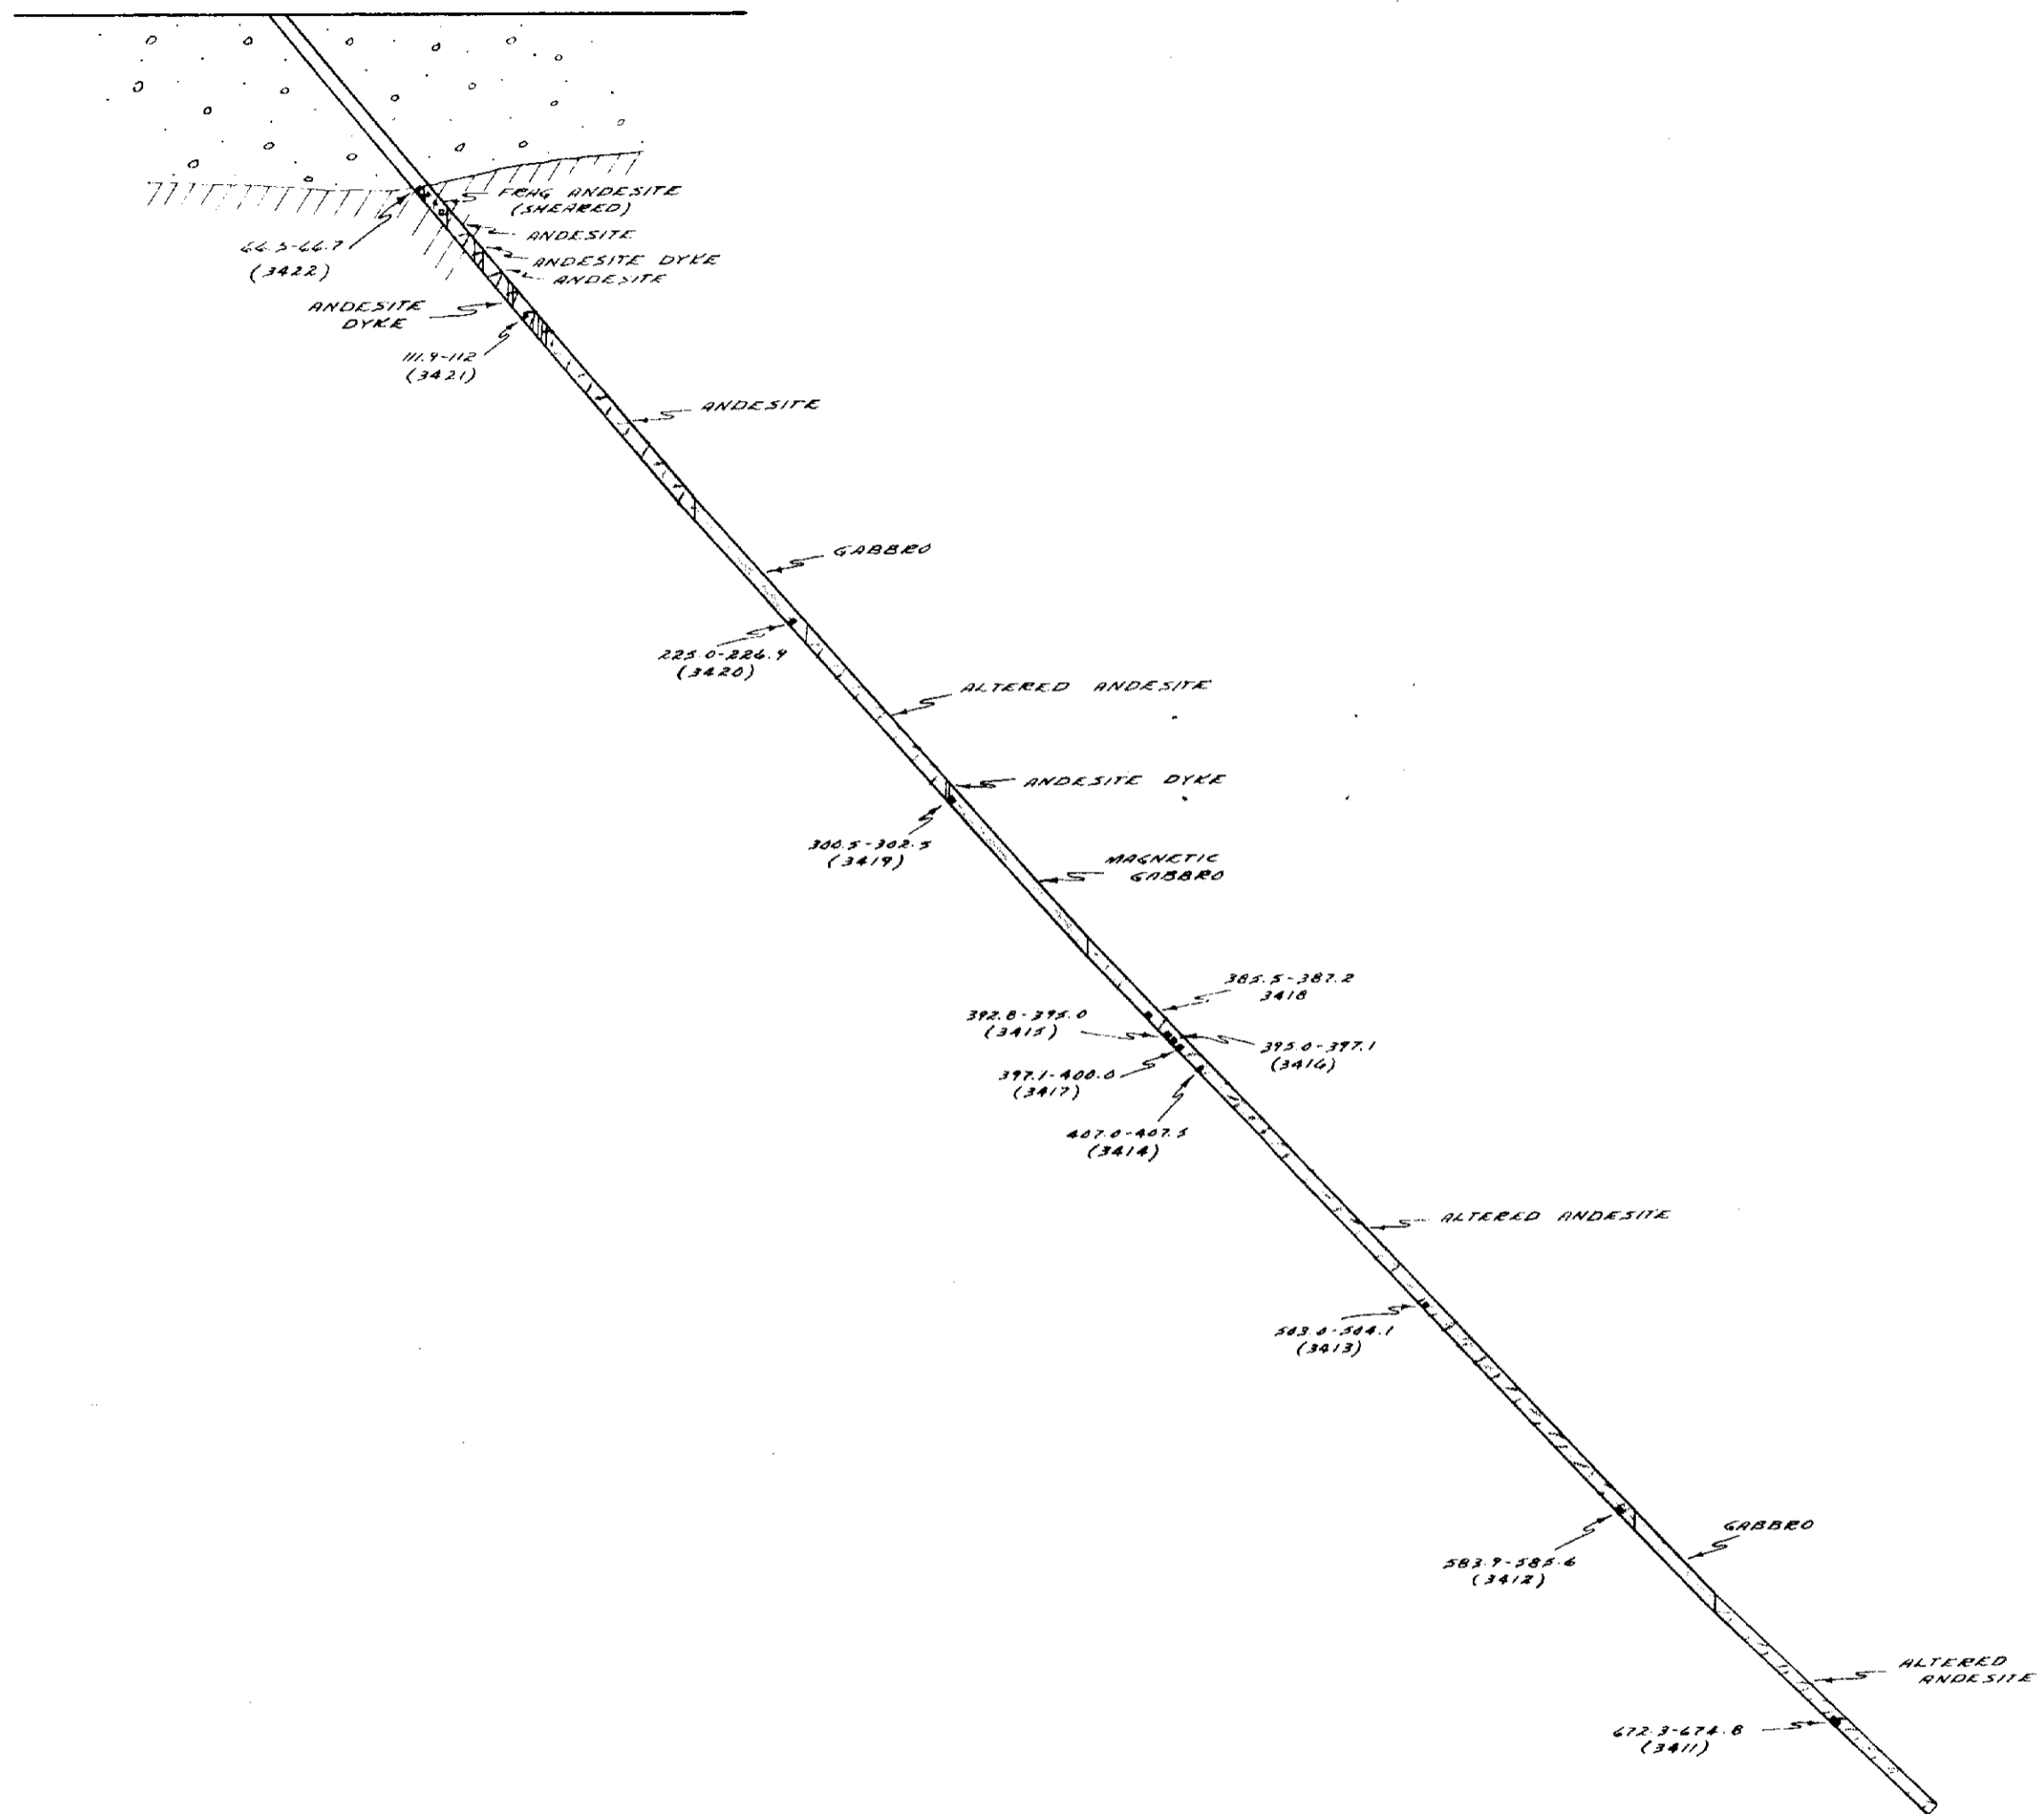 FRAG ANDESITE
(SHEARED)
ANDESITE
66.5-66.7
(3422)
ANDESITE DYKE
ANDESITE
ANDESITE
DYKE
111.9-112
(3421)
ANDESITE
GABBRO
225.0-226.9
(3420)
ALTERED ANDESITE
ANDESITE DYKE
300.5-302.5
(3419)
MAGNETIC
GABBRO
385.5-387.2
3418
392.8-395.0
(3415)
395.0-397.1
(3416)
397.1-400.0
(3417)
407.0-407.5
(3414)
ALTERED ANDESITE
503.0-504.1
(3413)
GABBRO
583.9-585.6
(3412)
ALTERED
ANDESITE
672.3-674.8
(3411)